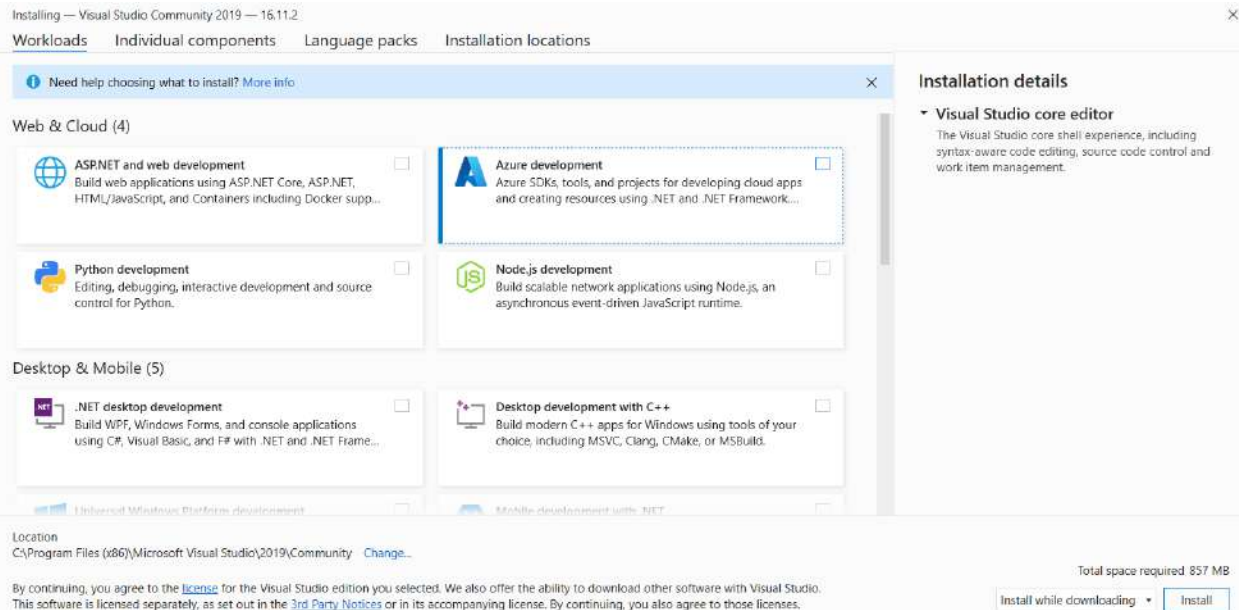 Installing — Visual Studio Community 2019 — 16.11.2
Workloads Individual components Language packs Installation locations
Need help choosing what to install? More info
Web & Cloud (4)
ASP.NET and web development
Build web applications using ASP.NET Core, ASP.NET,
HTML/JavaScript, and Containers including Docker supp...
Azure development
Azure SDKs, tools, and projects for developing cloud apps
and creating resources using .NET and .NET Framework....
Python development
Editing, debugging, interactive development and source
control for Python.
Node.js development
Build scalable network applications using Node.js, an
asynchronous event-driven JavaScript runtime.
Desktop & Mobile (5)
.NET desktop development
Build WPF, Windows Forms, and console applications
using C#, Visual Basic, and F# with .NET and .NET Frame...
Desktop development with C++
Build modern C++ apps for Windows using tools of your
choice, including MSVC, Clang, CMake, or MSBuild.
Universal Windows Platform development
Mobile development with .NET
Installation details
Visual Studio core editor
The Visual Studio core shell experience, including
syntax-aware code editing, source code control and
work item management.
Location
C:\Program Files (x86)\Microsoft Visual Studio\2019\Community Change...
By continuing, you agree to the license for the Visual Studio edition you selected. We also offer the ability to download other software with Visual Studio.
This software is licensed separately, as set out in the 3rd Party Notices or in its accompanying license. By continuing, you also agree to those licenses.
Total space required 857 MB
Install while downloading Install